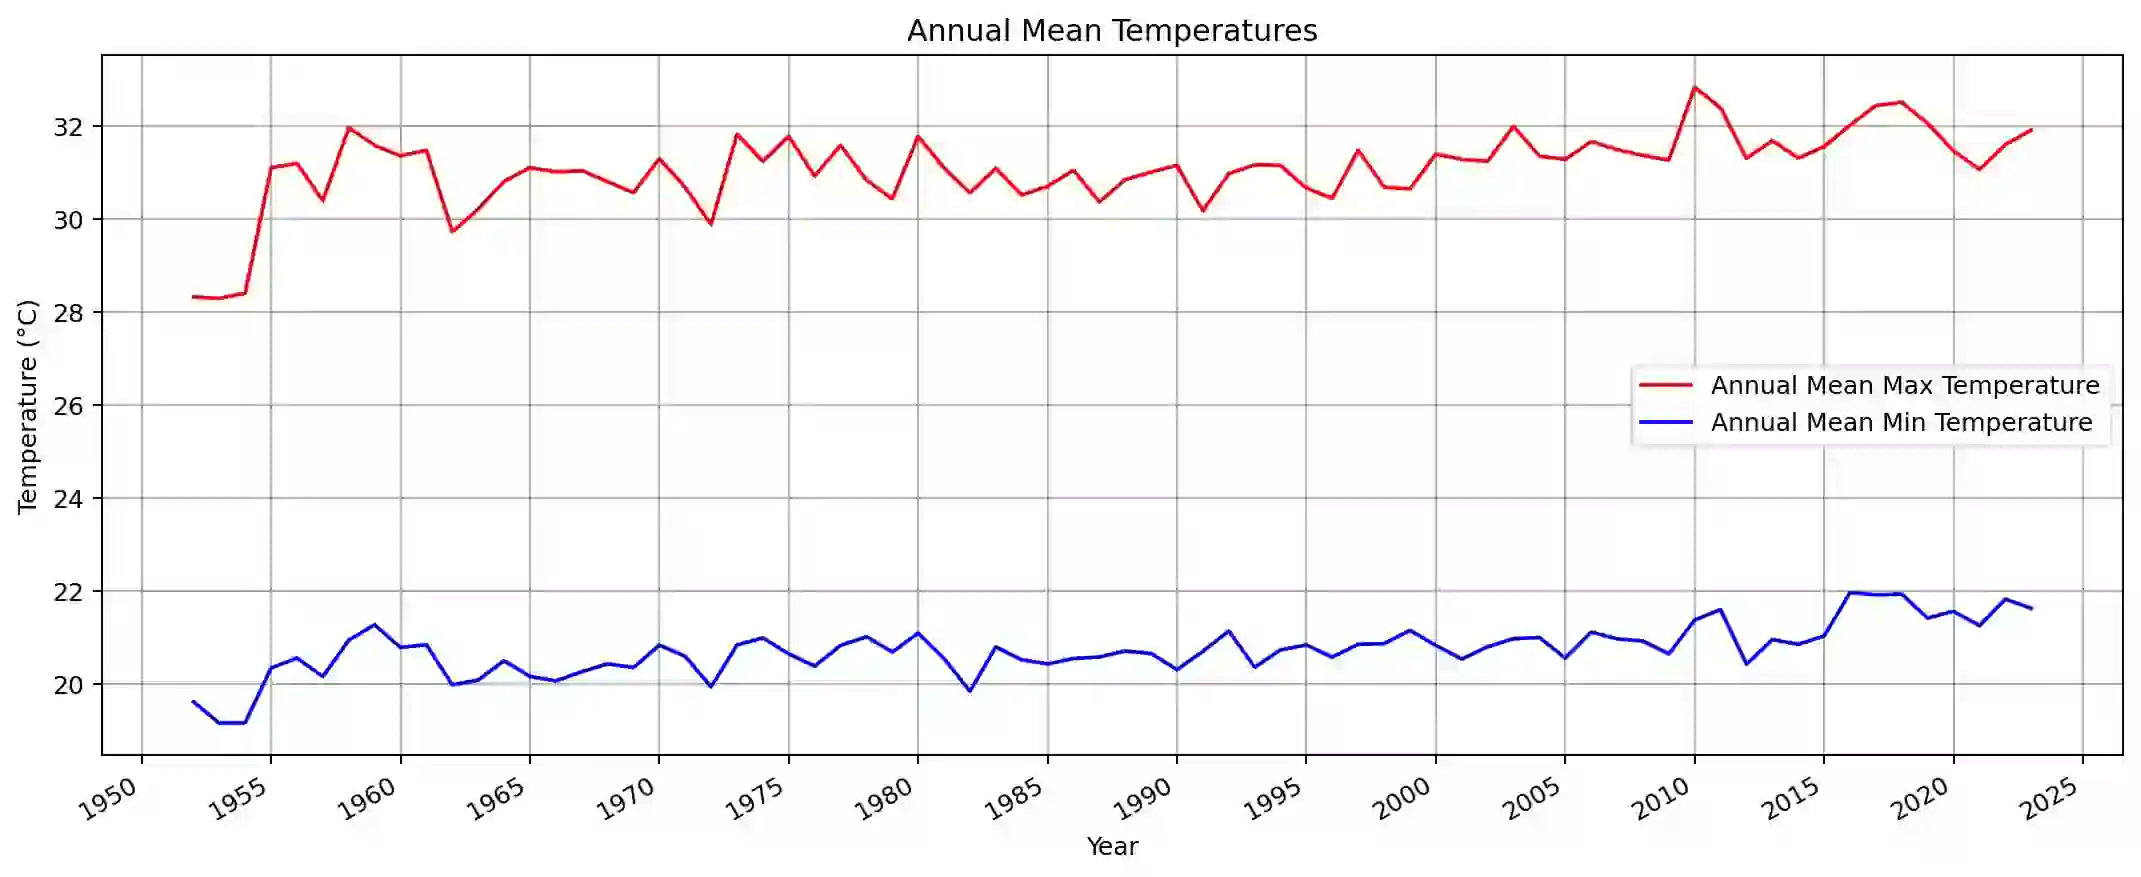 Annual Mean Temperatures
Temperature (°C)
32
30
28
26
24
22
20
Annual Mean Max Temperature
Annual Mean Min Temperature
1950 1955 1960 1965 1970 1975 1980 1985 1990 1995 2000 2005 2010 2015 2020 2025
Year